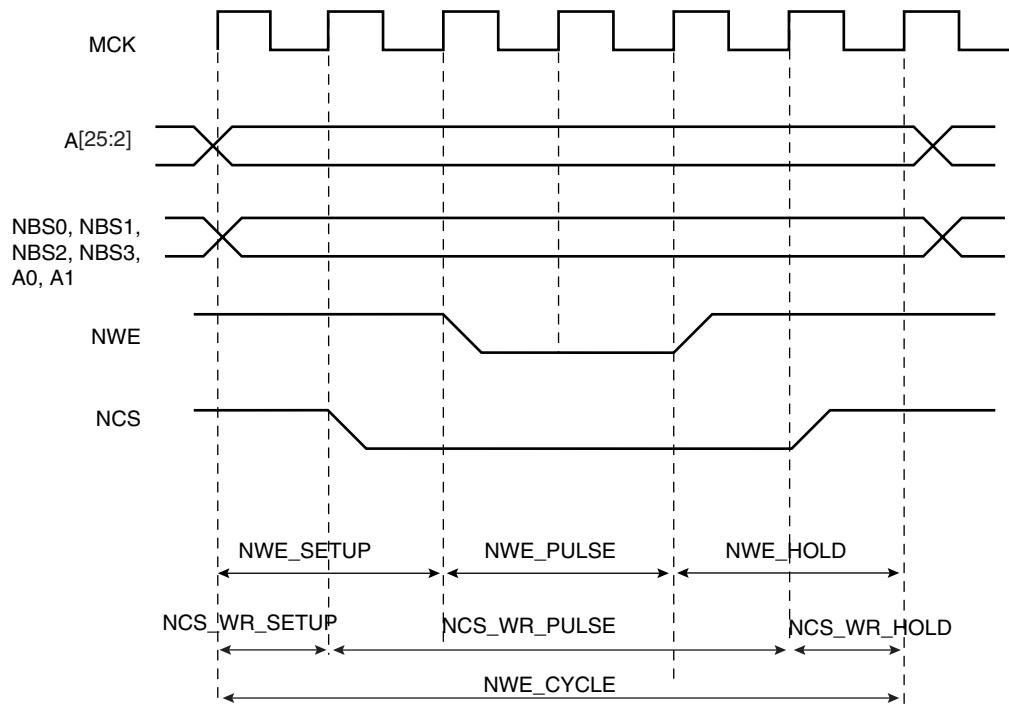 MCK
A[25:2]
NBS0, NBS1,
NBS2, NBS3,
A0, A1
NWE
NCS
NWE_SETUP
NWE_PULSE
NWE_HOLD
NCS_WR_SETUP
NCS_WR_PULSE
NCS_WR_HOLD
NWE_CYCLE